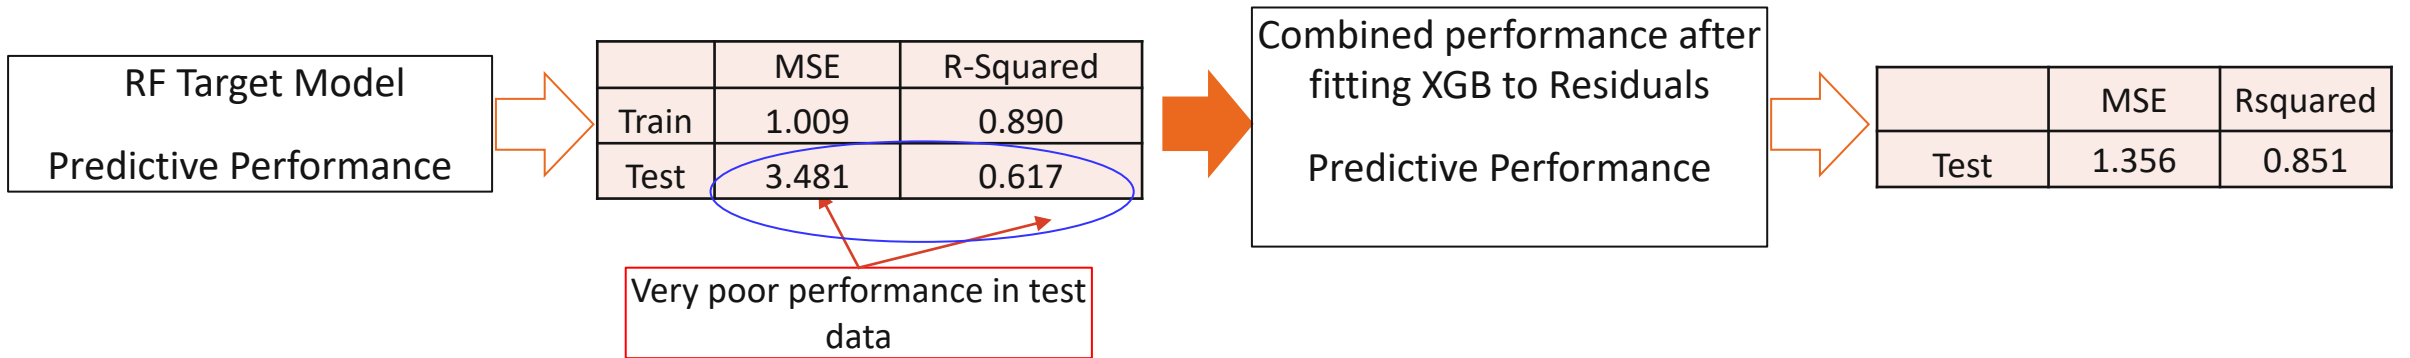 RF Target Model
Predictive Performance
MSE R-Squared
Train 1.009 0.890
Test 3.481 0.617
Very poor performance in test
data
Combined performance after
fitting XGB to Residuals
Predictive Performance
MSE Rsquared
Test 1.356 0.851